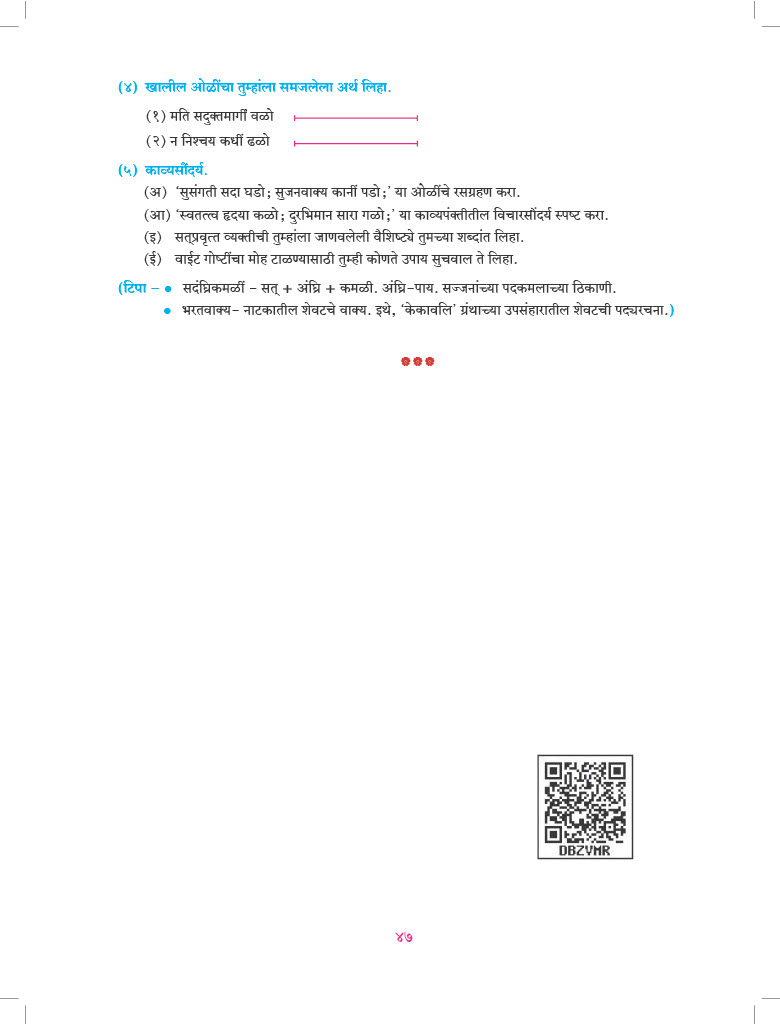 (४) खालील ओळींचा तुम्हांला समजलेला अर्थ लिहा.
(१) मति सदुक्तमार्गीं वळो
(२) न निश्चय कधीं ढळो
(५) काव्यसौंदर्य.
(अ) ‘सुसंगती सदा घडो; सुजनवाक्य कानीं पडो;’ या ओळींचे रसग्रहण करा.
(आ) ‘स्वतत्त्व हृदया कळो; दुरभिमान सारा गळो;’ या काव्यपंक्तीतील विचारसौंदर्य स्पष्ट करा.
(इ) सत्प्रवृत्त व्यक्तीची तुम्हांला जाणवलेली वैशिष्ट्ये तुमच्या शब्दांत लिहा.
(ई) वाईट गोष्टींचा मोह टाळण्यासाठी तुम्ही कोणते उपाय सुचवाल ते लिहा.
(टिपा – • सदंघ्रिकमळीं - सत् + अंघ्रि + कमळी. अंघ्रि-पाय. सज्जनांच्या पदकमलाच्या ठिकाणी.
• भरतवाक्य- नाटकातील शेवटचे वाक्य. इथे, ‘केकावलि’ ग्रंथाच्या उपसंहारातील शेवटची पद्यरचना.)
DBZVMR
४७